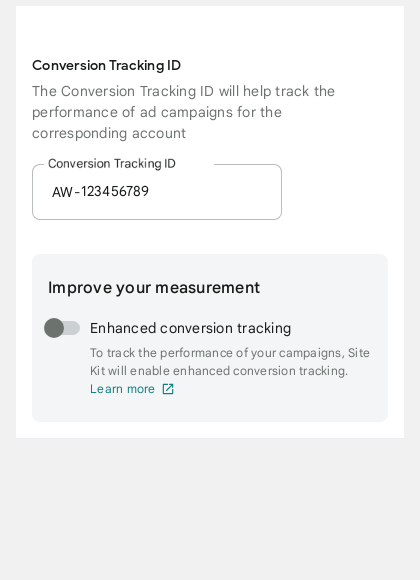 Conversion Tracking ID
The Conversion Tracking ID will help track the
performance of ad campaigns for the
corresponding account
Conversion Tracking ID
AW-123456789
Improve your measurement
Enhanced conversion tracking
To track the performance of your campaigns, Site
Kit will enable enhanced conversion tracking.
Learn more